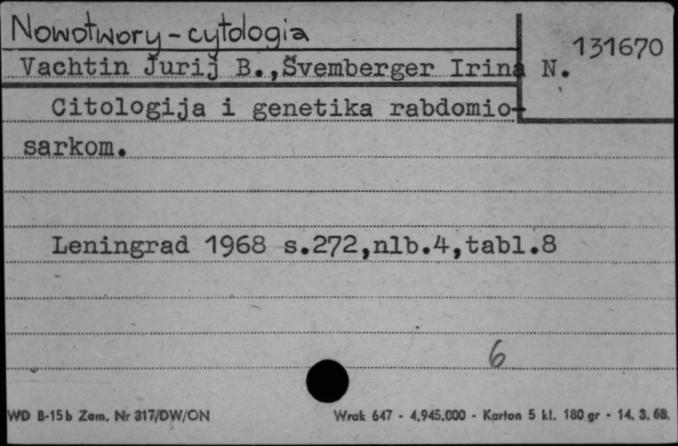 Nowotwory - cytologia
131670
Vachtin Jurij B., Švemberger Irina N.
Citologija i genetika rabdomio-
sarkom.
Leningrad 1968 s.272,nlb.4,tabl.8
6
WD B-15b Zam. Nr 317/DW/ON Wrak 647 - 4.945.000 - Karton 5 kl. 180 gr - 14. 3. 68.